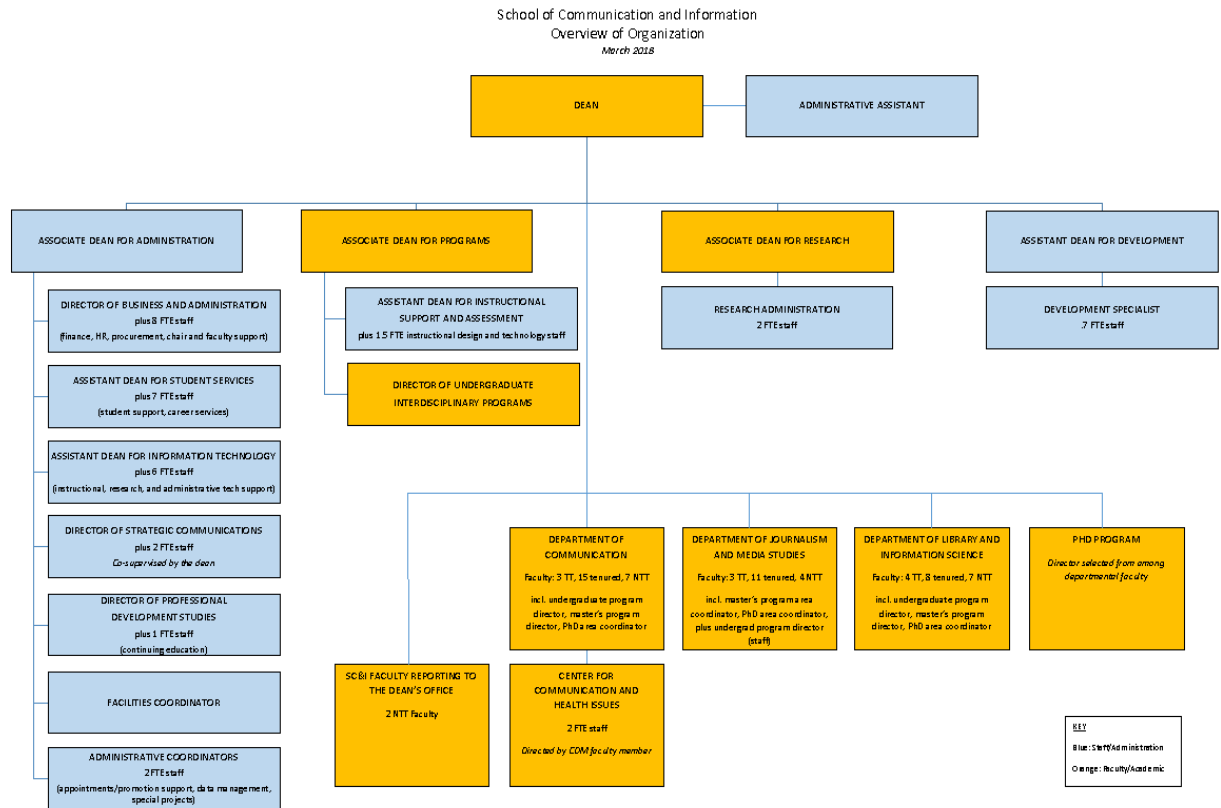 School of Communication and Information
Overview of Organization
March 2018
DEAN
ADMINISTRATIVE ASSISTANT
ASSOCIATE DEAN FOR ADMINISTRATION
ASSOCIATE DEAN FOR PROGRAMS
ASSOCIATE DEAN FOR RESEARCH
ASSISTANT DEAN FOR DEVELOPMENT
DIRECTOR OF BUSINESS AND ADMINISTRATION
plus 8 FTE staff
(finance, HR, procurement, chair and faculty support)
ASSISTANT DEAN FOR STUDENT SERVICES
plus 7 FTE staff
(student support, career services)
ASSISTANT DEAN FOR INFORMATION TECHNOLOGY
plus 6 FTE staff
(instructional, research, and administrative tech support)
DIRECTOR OF STRATEGIC COMMUNICATIONS
plus 2 FTE staff
Co-supervised by the dean
DIRECTOR OF PROFESSIONAL
DEVELOPMENT STUDIES
plus 1 FTE staff
(continuing education)
FACILITIES COORDINATOR
ADMINISTRATIVE COORDINATORS
2 FTE staff
(appointments/promotion support, data management,
special projects)
ASSISTANT DEAN FOR INSTRUCTIONAL
SUPPORT AND ASSESSMENT
plus 1.5 FTE instructional design and technology staff
DIRECTOR OF UNDERGRADUATE
INTERDISCIPLINARY PROGRAMS
RESEARCH ADMINISTRATION
2 FTE staff
DEVELOPMENT SPECIALIST
.7 FTE staff
DEPARTMENT OF
COMMUNICATION
Faculty: 3 TT, 15 tenured, 7 NTT
incl. undergraduate program
director, master's program
director, PhD area coordinator
DEPARTMENT OF JOURNALISM
AND MEDIA STUDIES
Faculty: 3 TT, 11 tenured, 4 NTT
incl. master's program area
coordinator, PhD area coordinator,
plus undergrad program director
(staff)
DEPARTMENT OF LIBRARY AND
INFORMATION SCIENCE
Faculty: 4 TT, 8 tenured, 7 NTT
incl. undergraduate program
director, master's program
director, PhD area coordinator
PHD PROGRAM
Director selected from among
departmental faculty
SC&I FACULTY REPORTING TO
THE DEAN'S OFFICE
2 NTT Faculty
CENTER FOR
COMMUNICATION AND
HEALTH ISSUES
2 FTE staff
Directed by COM faculty member
KEY
Blue: Staff/Administration
Orange: Faculty/Academic